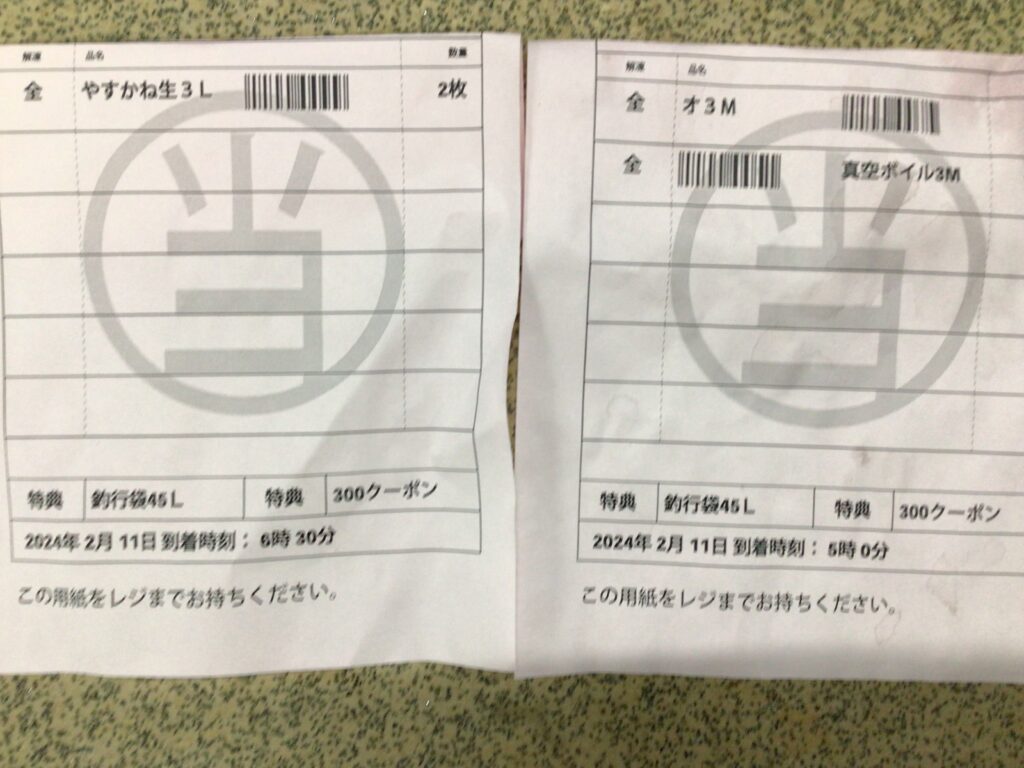 解凍 品名 数量
全 やすかね生3L 2枚
当
特典 釣行袋45L 特典 300クーポン
2024年 2月 11日 到着時刻: 6時 30分
この用紙をレジまでお持ちください。
解凍 品名
全 オ3M
全 真空ボイル3M
当
特典 釣行袋45L 特典 300クーポン
2024年 2月 11日 到着時刻: 5時 0分
この用紙をレジまでお持ちください。